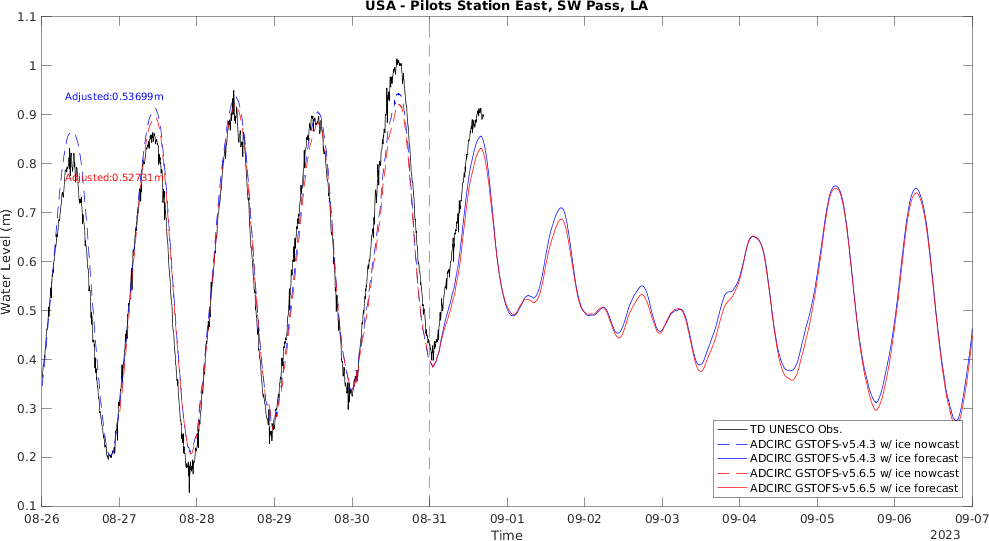 USA - Pilots Station East, SW Pass, LA
1.1
1
0.9
0.8
0.7
0.6
0.5
0.4
0.3
0.2
0.1
Water Level (m)
Adjusted:0.53699m
Adjusted:0.52731m
TD UNESCO Obs.
ADCIRC GSTOFS-v5.4.3 w/ ice nowcast
ADCIRC GSTOFS-v5.4.3 w/ ice forecast
ADCIRC GSTOFS-v5.6.5 w/ ice nowcast
ADCIRC GSTOFS-v5.6.5 w/ ice forecast
08-26 08-27 08-28 08-29 08-30 08-31 09-01 09-02 09-03 09-04 09-05 09-06 09-07
Time
2023